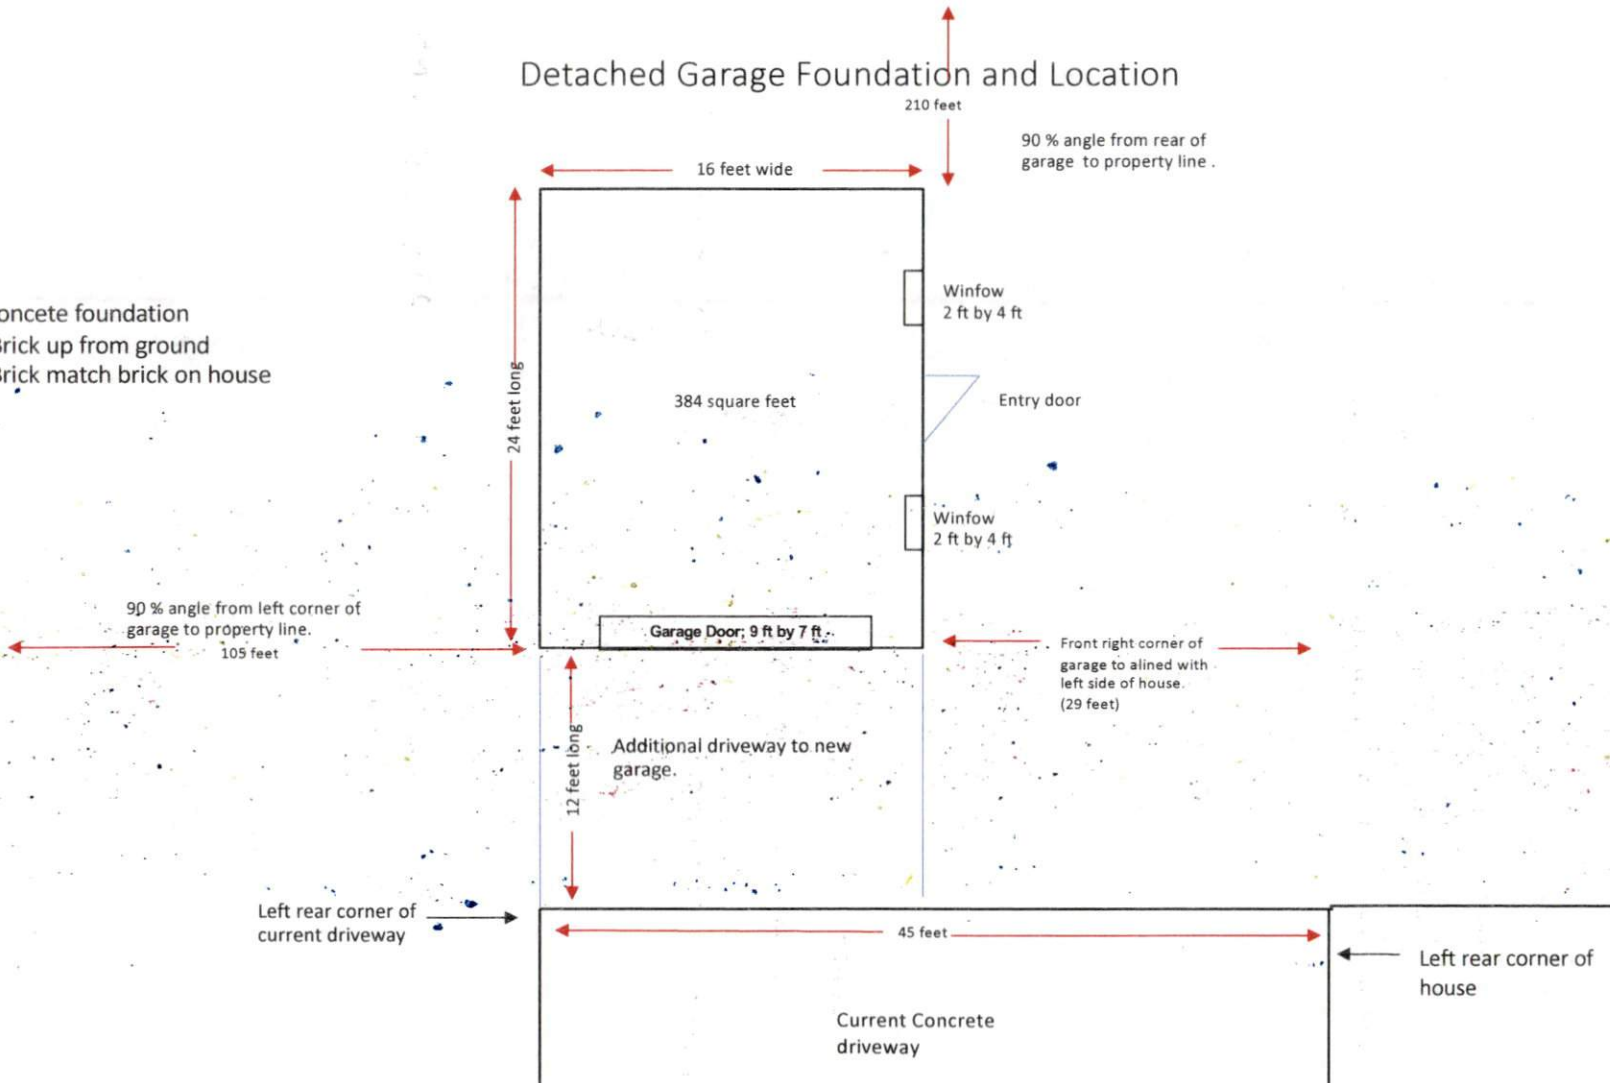 Detached Garage Foundation and Location
210 feet
90 % angle from rear of
garage to property line .
16 feet wide
Winfow
2 ft by 4 ft
oncete foundation
Brick up from ground
Brick match brick on house
24 feet long
384 square feet
Entry door
Winfow
2 ft by 4 ft
90 % angle from left corner of
garage to property line.
105 feet
Garage Door; 9 ft by 7 ft
Front right corner of
garage to alined with
left side of house.
(29 feet)
12 feet long
Additional driveway to new
garage.
Left rear corner of
current driveway
45 feet
Left rear corner of
house
Current Concrete
driveway